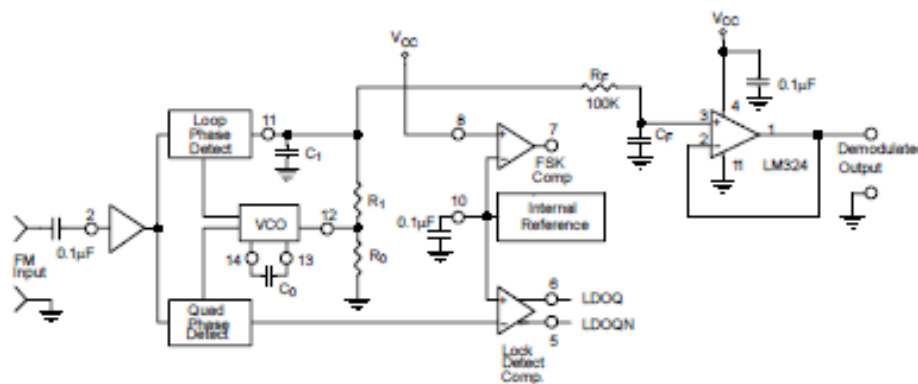 VCC
VCC
RF
100K
0.1µF
4
3
2
1
11
LM324
CF
Demodulated
Output
Loop
Phase
Detect
11
C1
8
7
FSK
Comp
R1
VCO
12
10
0.1µF
Internal
Reference
2
FM
Input
0.1µF
14
13
C0
R0
6
LDOQ
LDOQN
5
Quad
Phase
Detect
Lock
Detect
Comp.